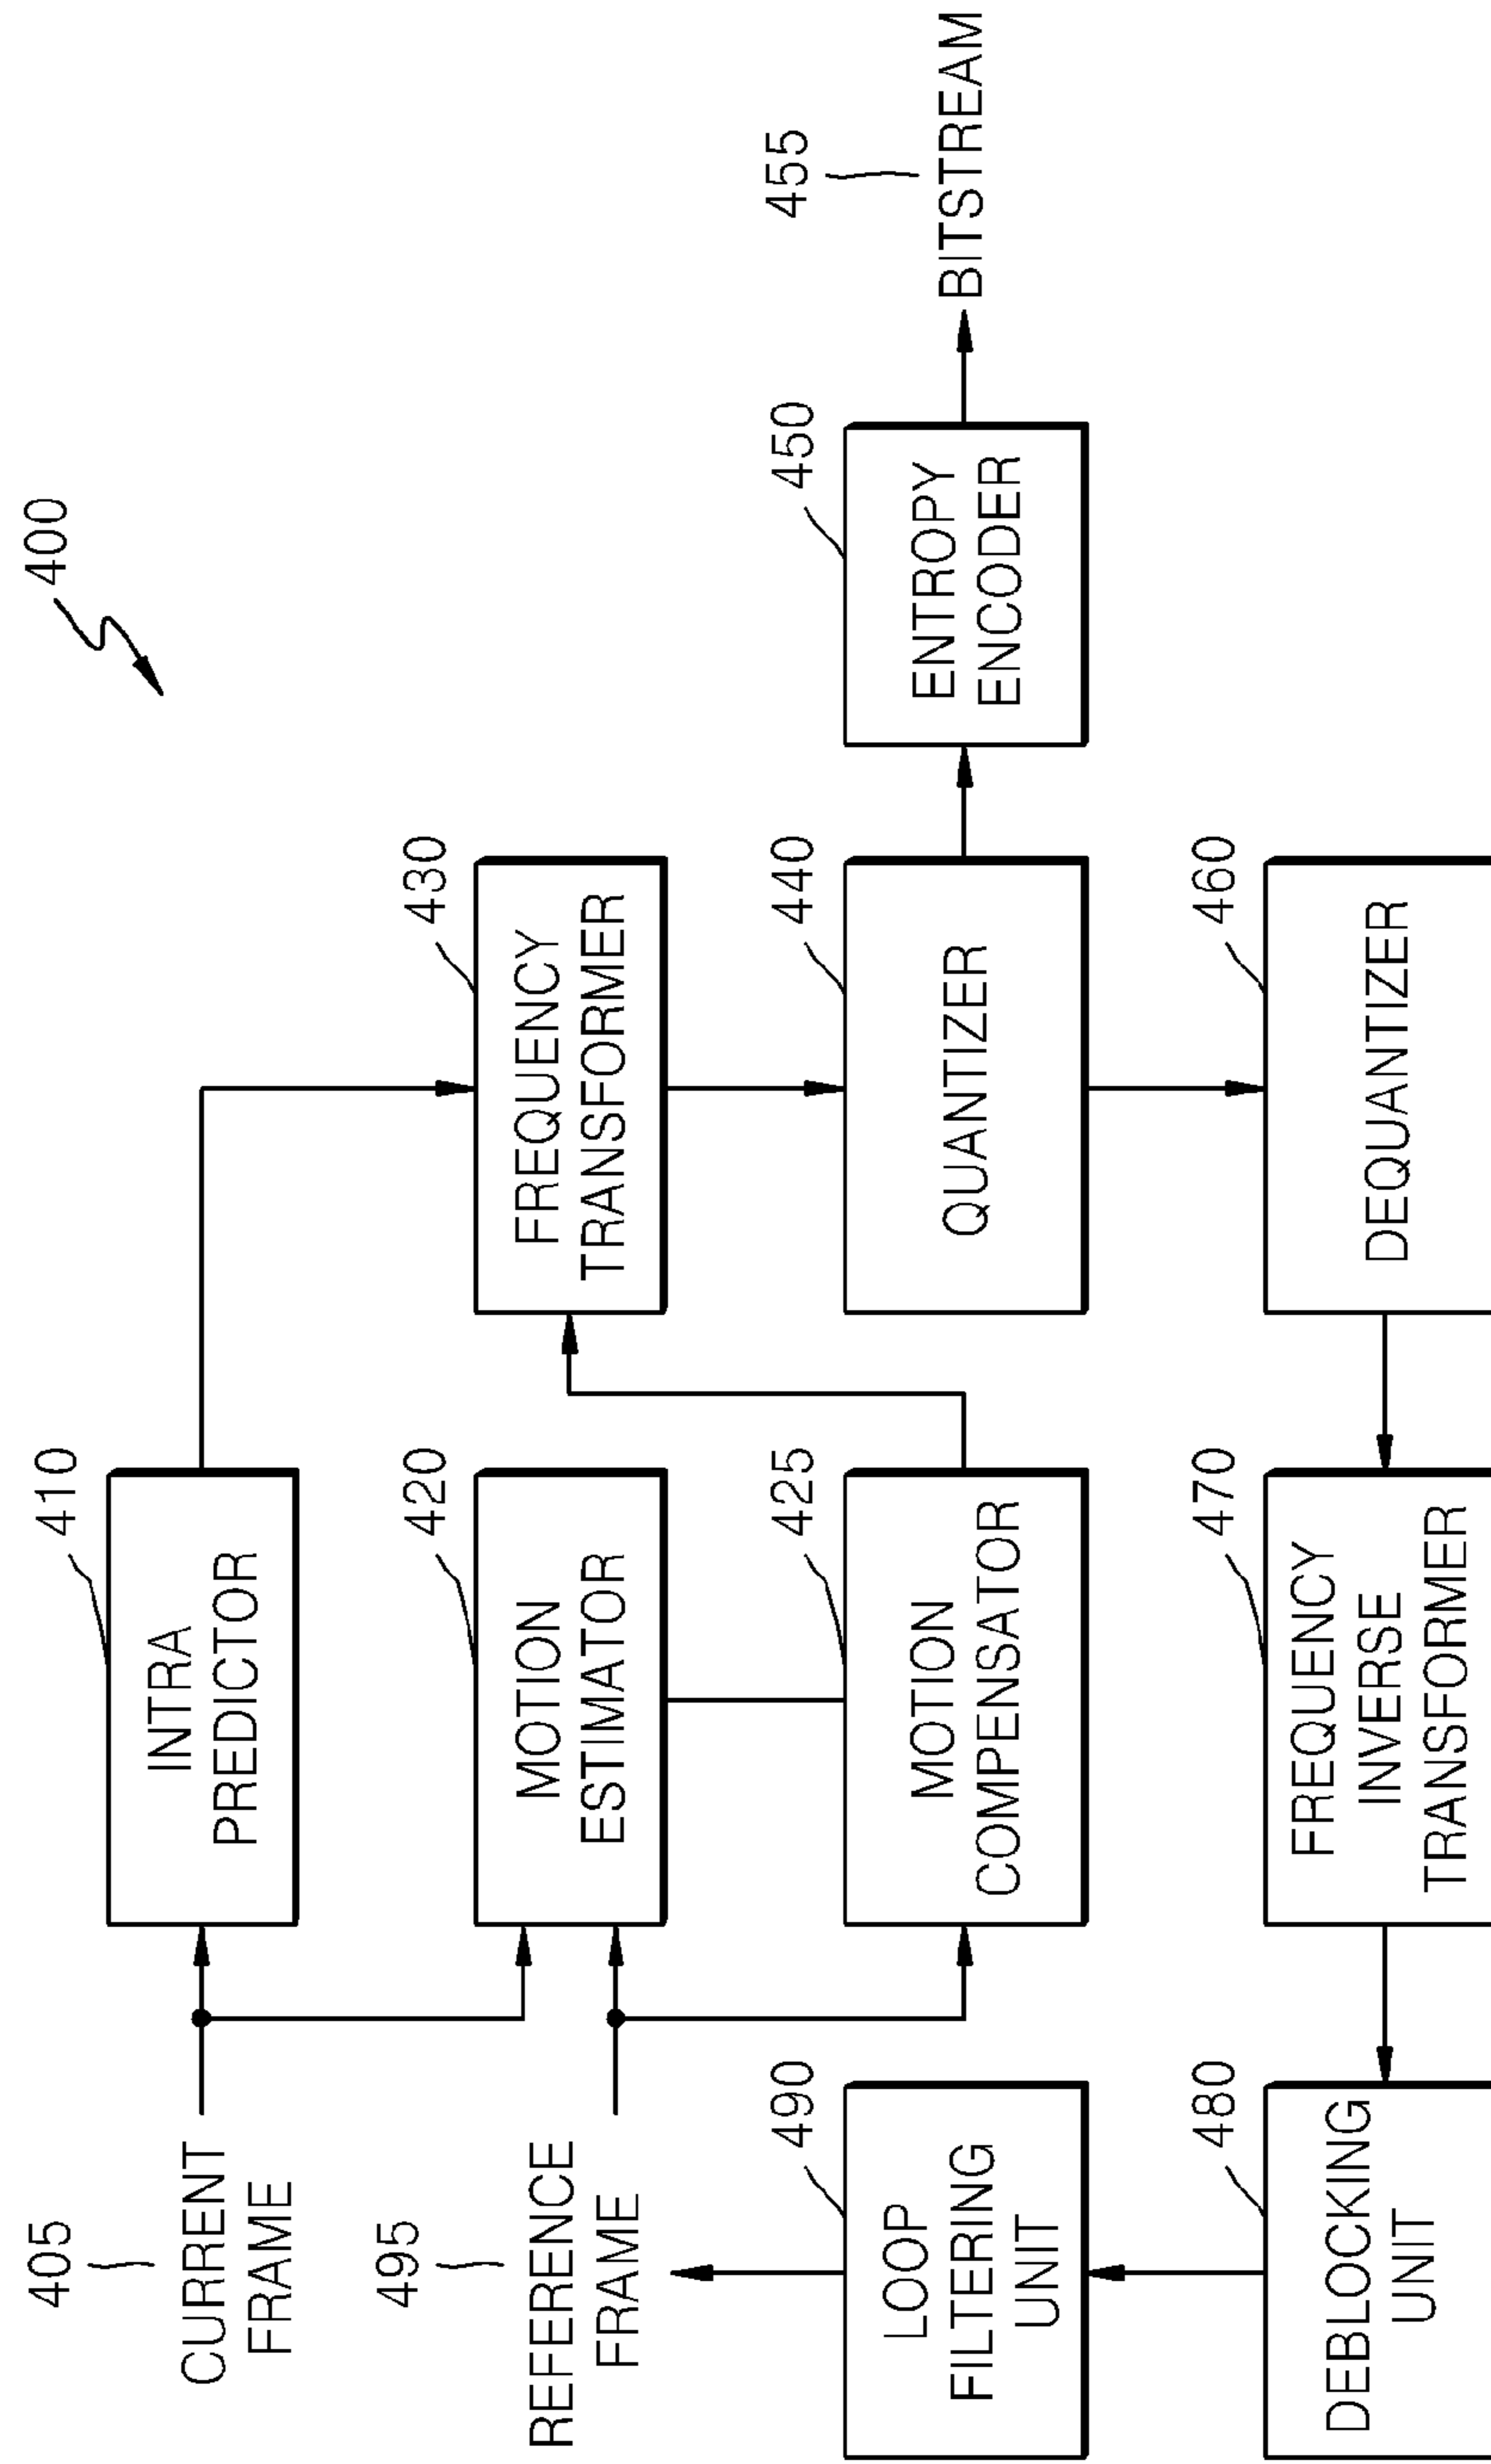 400
405
CURRENT
FRAME
410
INTRA
PREDICTOR
495
REFERENCE
FRAME
420
MOTION
ESTIMATOR
430
FREQUENCY
TRANSFORMER
490
LOOP
FILTERING
UNIT
425
MOTION
COMPENSATOR
440
QUANTIZER
450
ENTROPY
ENCODER
455
BITSTREAM
480
DEBLOCKING
UNIT
470
FREQUENCY
INVERSE
TRANSFORMER
460
DEQUANTIZER